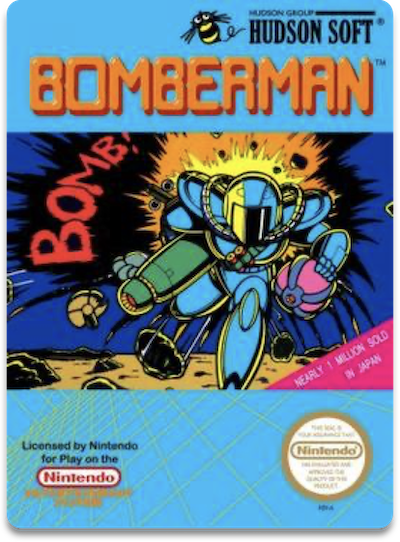 HUDSON GROUP
HUDSON SOFT®
BOMBERMAN™
BOMB!
NEARLY 1 MILLION SOLD
IN JAPAN
Licensed by Nintendo
for Play on the
Nintendo
ENTERTAINMENT
SYSTEM
THIS SEAL IS
YOUR ASSURANCE THAT
Nintendo
HAS EVALUATED AND
APPROVED THE
QUALITY OF THIS
PRODUCT.